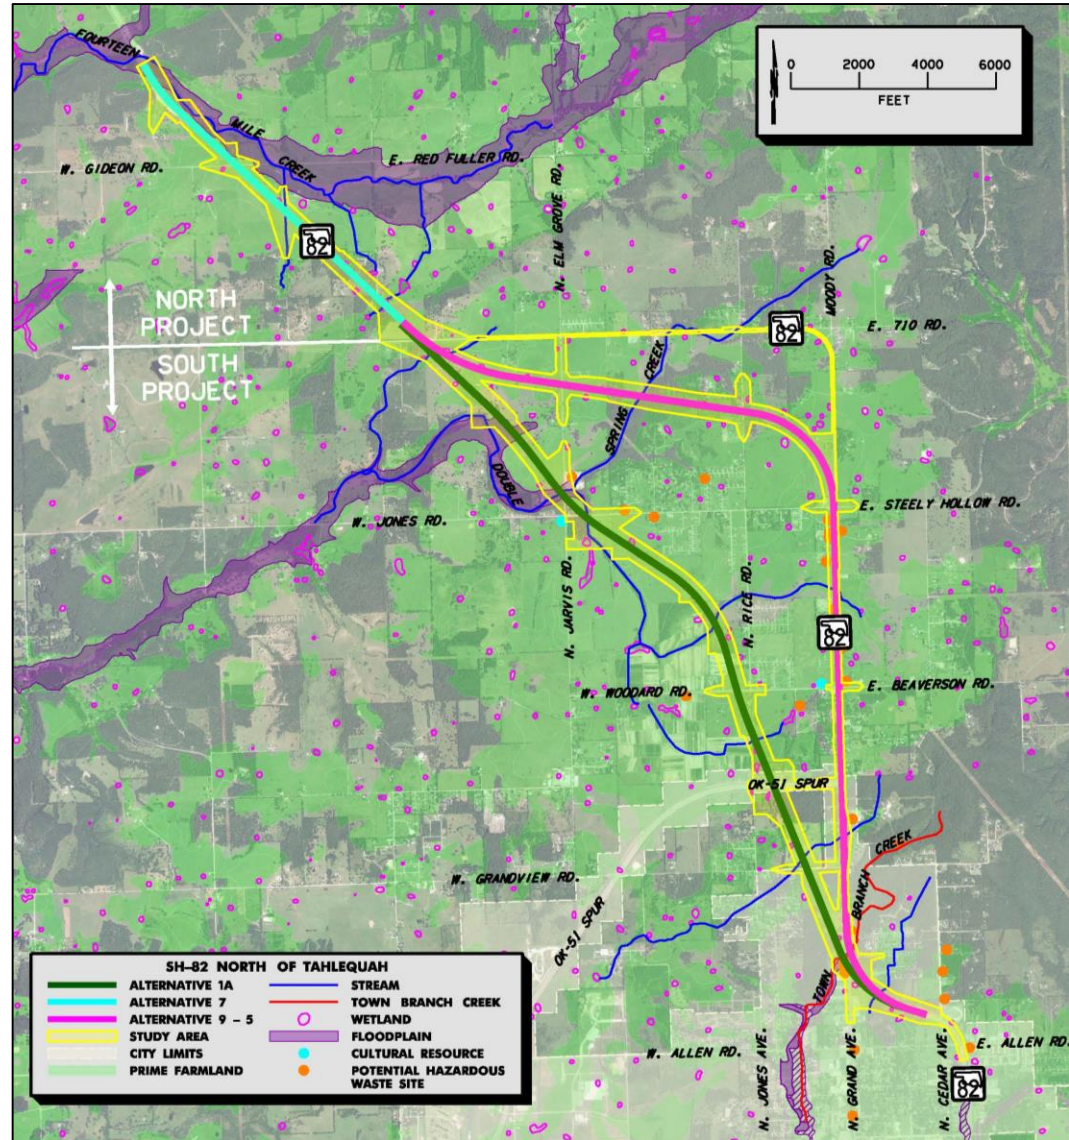 FOURTEEN
MILE
CREEK
0 2000 4000 6000
FEET
W. GIDEON RD.
E. RED FULLER RD.
N. ELM GROVE RD.
82
MOODY RD.
NORTH
PROJECT
SOUTH
PROJECT
82
E. 710 RD.
SPRING
CREEK
DOUBLE
W. JONES RD.
E. STEELY HOLLOW RD.
N. JARVIS RD.
N. RICE RD.
82
W. WOODARD RD.
E. BEAVERSON RD.
OK-51 SPUR
W. GRANDVIEW RD.
OK-51 SPUR
TOWN
BRANCH
CREEK
W. ALLEN RD.
N. JONES AVE.
N. GRAND AVE.
N. CEDAR AVE.
E. ALLEN RD.
82
SH-82 NORTH OF TAHLEQUAH
ALTERNATIVE 1A
ALTERNATIVE 7
ALTERNATIVE 9 - 5
STUDY AREA
CITY LIMITS
PRIME FARMLAND
STREAM
TOWN BRANCH CREEK
WETLAND
FLOODPLAIN
CULTURAL RESOURCE
POTENTIAL HAZARDOUS
WASTE SITE